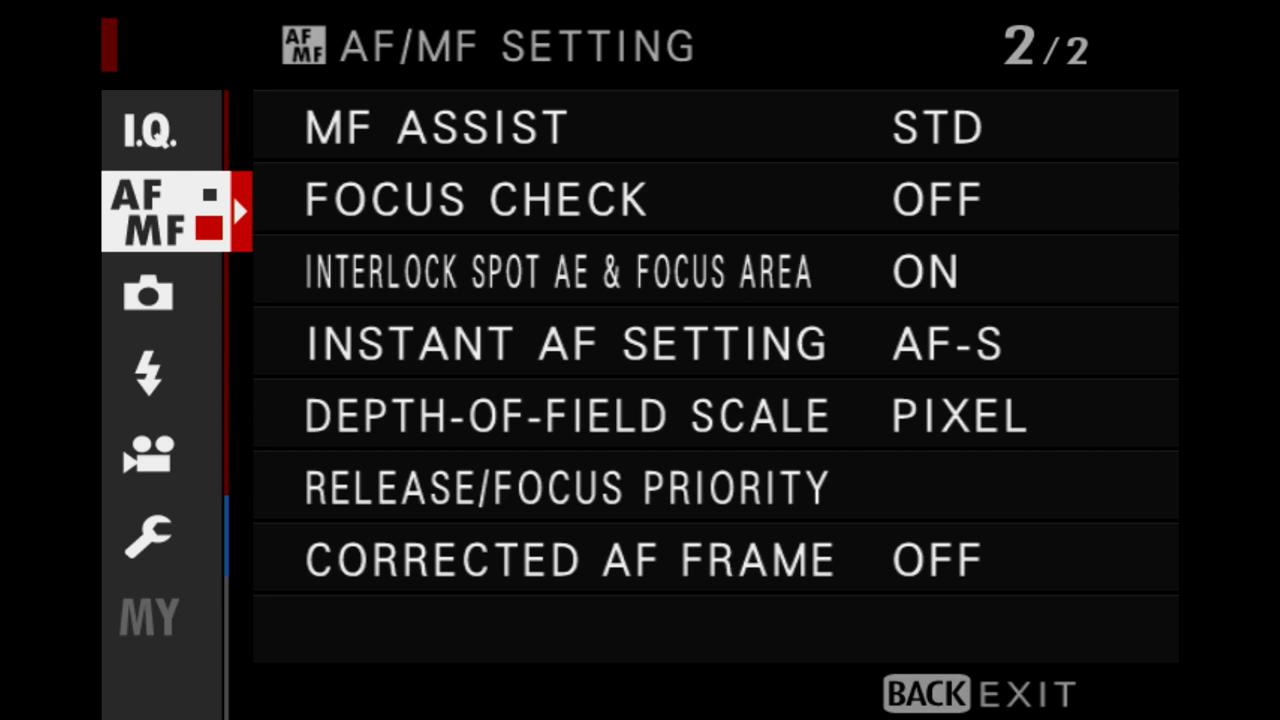 AF MF AF/MF SETTING 2/2
I.Q.
AF
MF
MY
MF ASSIST STD
FOCUS CHECK OFF
INTERLOCK SPOT AE & FOCUS AREA ON
INSTANT AF SETTING AF-S
DEPTH-OF-FIELD SCALE PIXEL
RELEASE/FOCUS PRIORITY
CORRECTED AF FRAME OFF
BACK EXIT